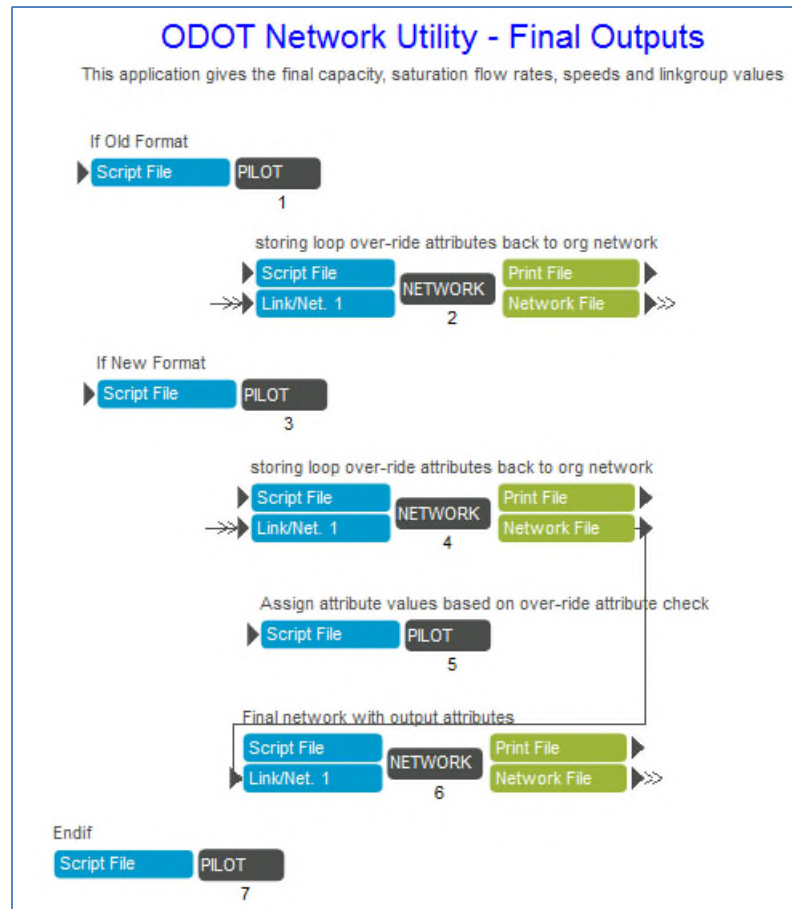 ODOT Network Utility - Final Outputs
This application gives the final capacity, saturation flow rates, speeds and linkgroup values
If Old Format
Script File PILOT
1
storing loop over-ride attributes back to org network
Script File Print File
NETWORK
Link/Net. 1 Network File
2
If New Format
Script File PILOT
3
storing loop over-ride attributes back to org network
Script File Print File
NETWORK
Link/Net. 1 Network File
4
Assign attribute values based on over-ride attribute check
Script File PILOT
5
Final network with output attributes
Script File Print File
NETWORK
Link/Net. 1 Network File
6
Endif
Script File PILOT
7